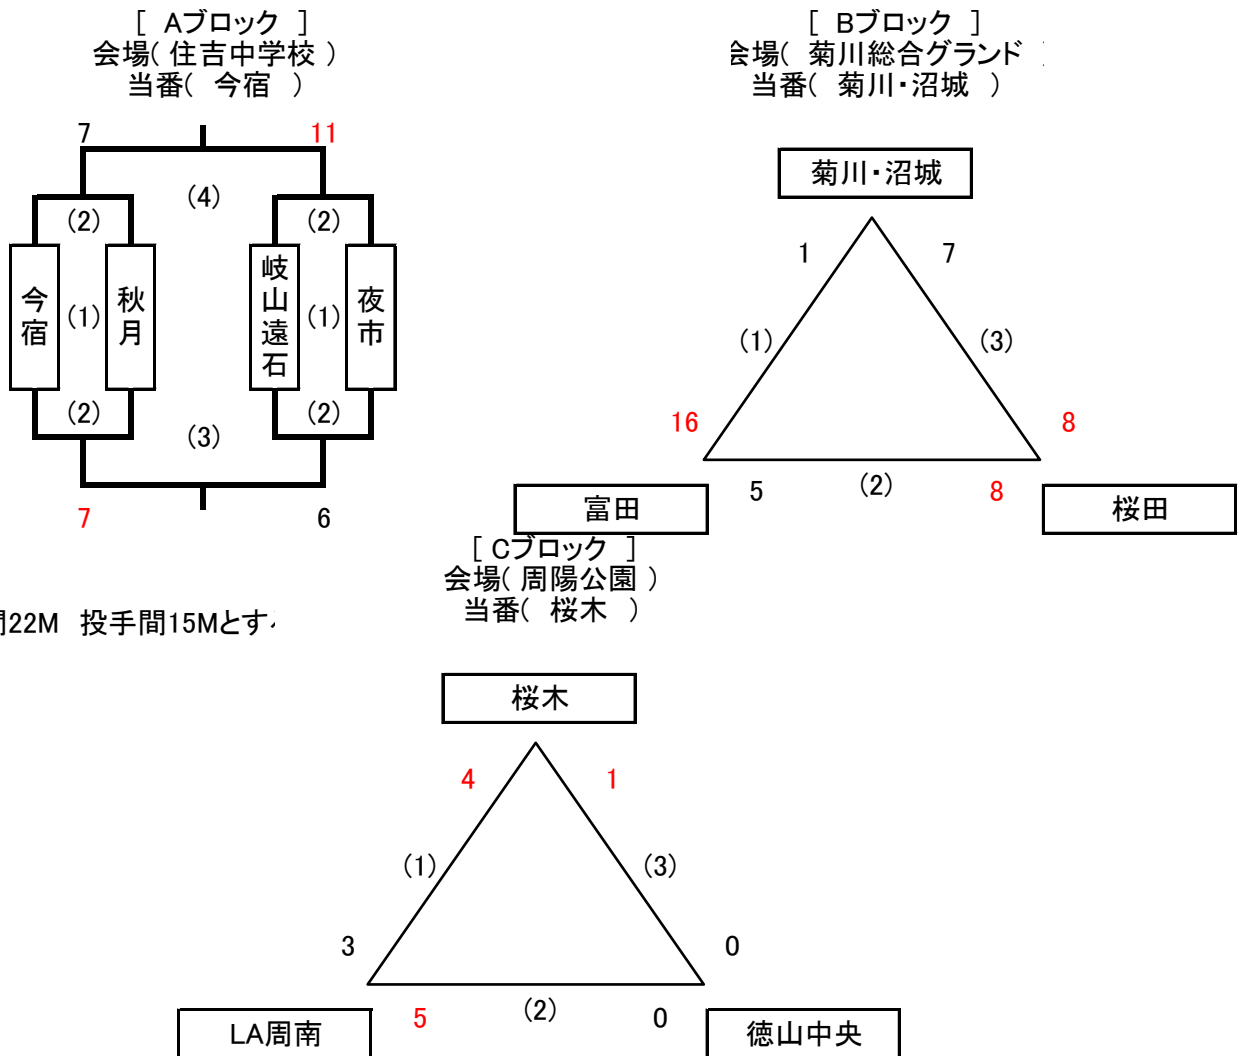 [ Aブロック ]
会場( 住吉中学校 )
当番( 今宿 )
7
11
(4)
(2)
(2)
今宿
(1)
秋月
岐山遠石
(1)
夜市
(2)
(2)
(3)
7
6
[ Bブロック ]
会場( 菊川総合グランド )
当番( 菊川・沼城 )
菊川・沼城
1
7
(1)
(3)
16
8
5
(2)
8
富田
桜田
間22M 投手間15Mとす
[ Cブロック ]
会場( 周陽公園 )
当番( 桜木 )
桜木
4
1
(1)
(3)
3
0
5
(2)
0
LA周南
徳山中央